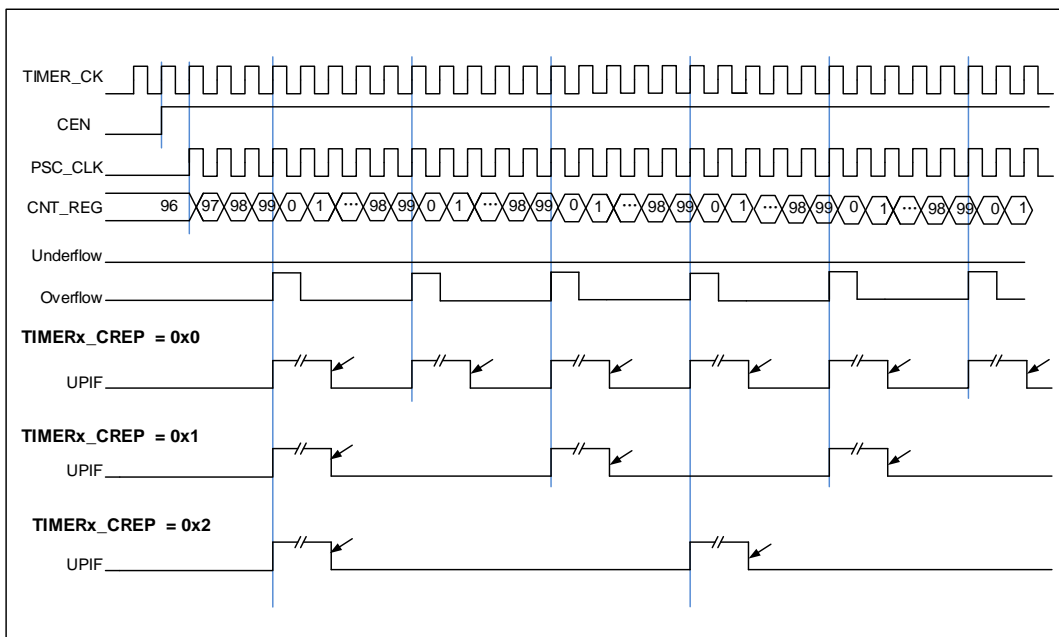 TIMER_CK
CEN
PSC_CLK
CNT_REG 96 97 98 99 0 1 ... 98 99 0 1 ... 98 99 0 1 ... 98 99 0 1 ... 98 99 0 1 ... 98 99 0 1
Underflow
Overflow
TIMERx_CREP = 0x0
UPIF
TIMERx_CREP = 0x1
UPIF
TIMERx_CREP = 0x2
UPIF